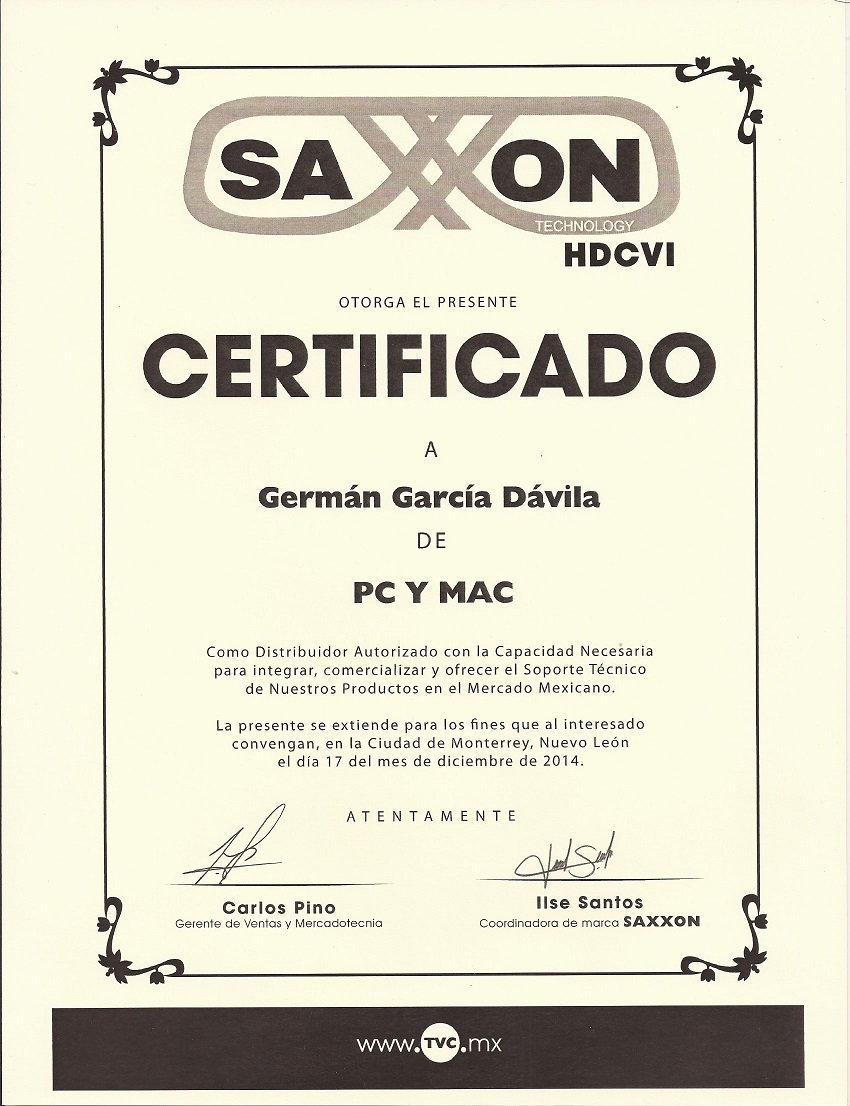 SAXXON
TECHNOLOGY
HDCVI
OTORGA EL PRESENTE
CERTIFICADO
A
Germán García Dávila
DE
PC Y MAC
Como Distribuidor Autorizado con la Capacidad Necesaria
para integrar, comercializar y ofrecer el Soporte Técnico
de Nuestros Productos en el Mercado Mexicano.
La presente se extiende para los fines que al interesado
convengan, en la Ciudad de Monterrey, Nuevo León
el día 17 del mes de diciembre de 2014.
ATENTAMENTE
Carlos Pino
Gerente de Ventas y Mercadotecnia
Ilse Santos
Coordinadora de marca SAXXON
www.TVC.mx